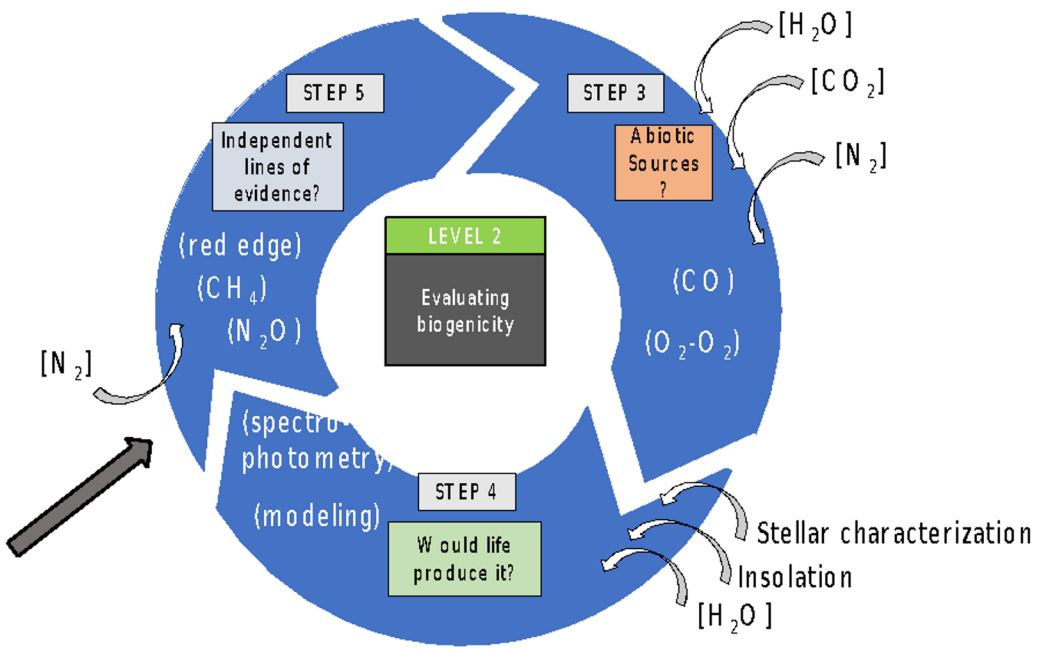 STEP 5
Independent
lines of
evidence?
(red edge)
(CH4)
(N2O)
[N2]
STEP 3
Abiotic
Sources
?
[H2O]
[CO2]
[N2]
(CO)
(O2-O2)
LEVEL 2
Evaluating
biogenicity
(spectro-
photometry)
(modeling)
STEP 4
Would life
produce it?
Stellar characterization
Insolation
[H2O]